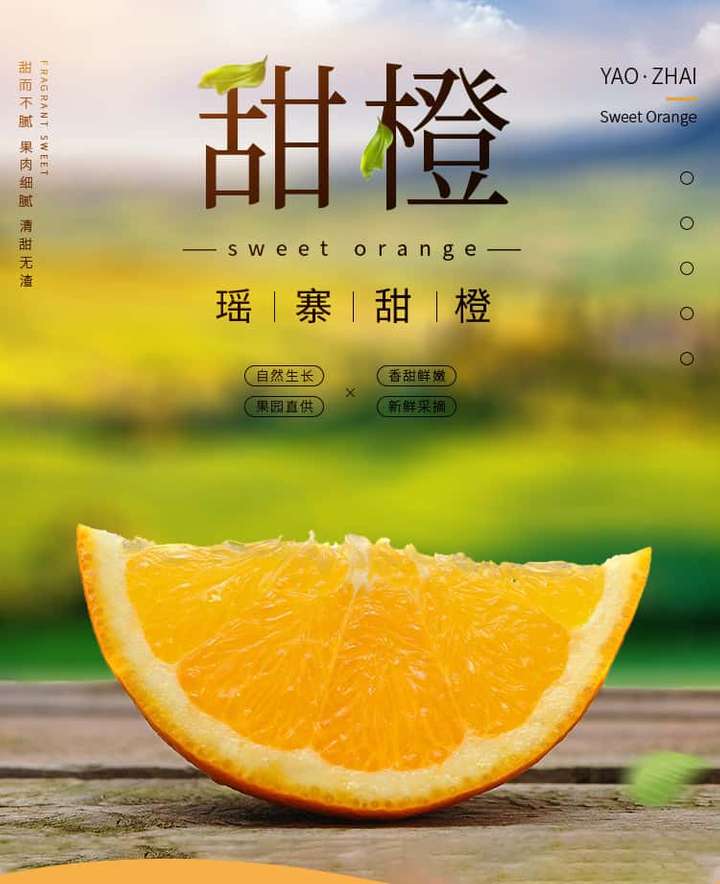 甜而不腻 果肉细腻 清甜无渣
FRAGRANT SWEET
甜橙
YAO·ZHAI
Sweet Orange
sweet orange
瑶寨甜橙
自然生长
香甜鲜嫩
×
果园直供
新鲜采摘